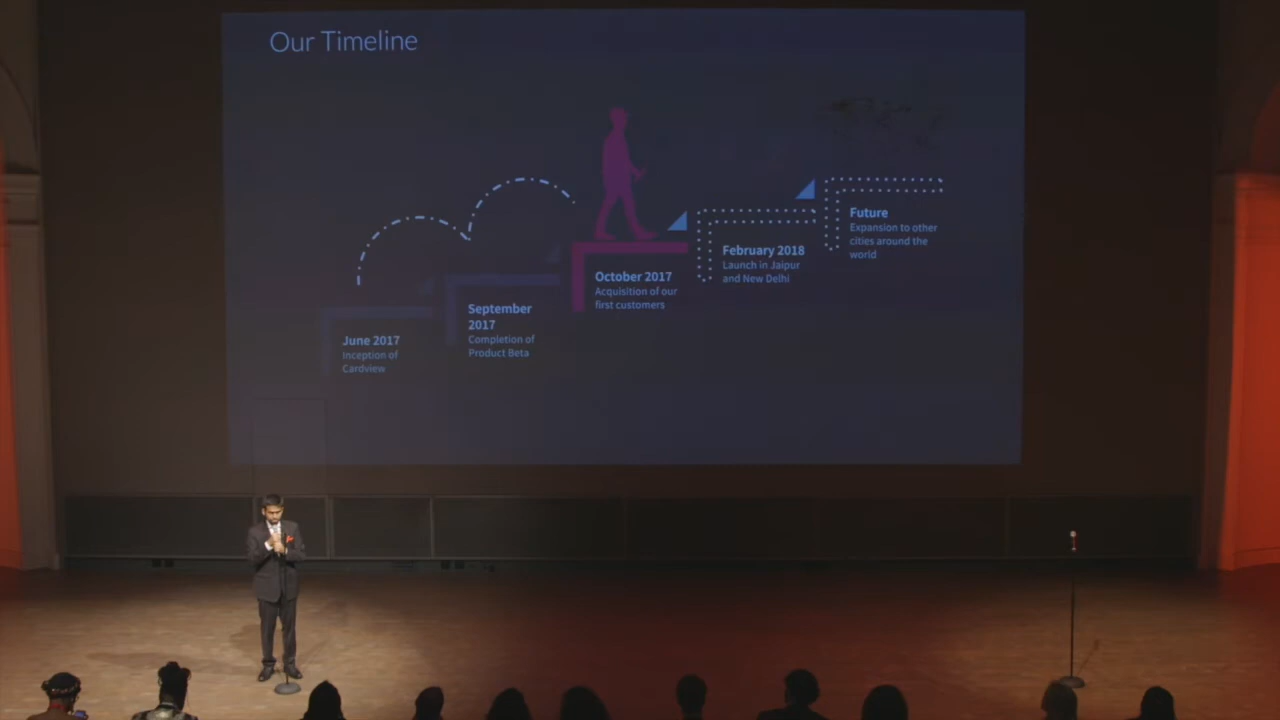 Our Timeline
June 2017
Inception of
Cardview
September
2017
Completion of
Product Beta
October 2017
Acquisition of our
first customers
February 2018
Launch in Jaipur
and New Delhi
Future
Expansion to other
cities around the
world